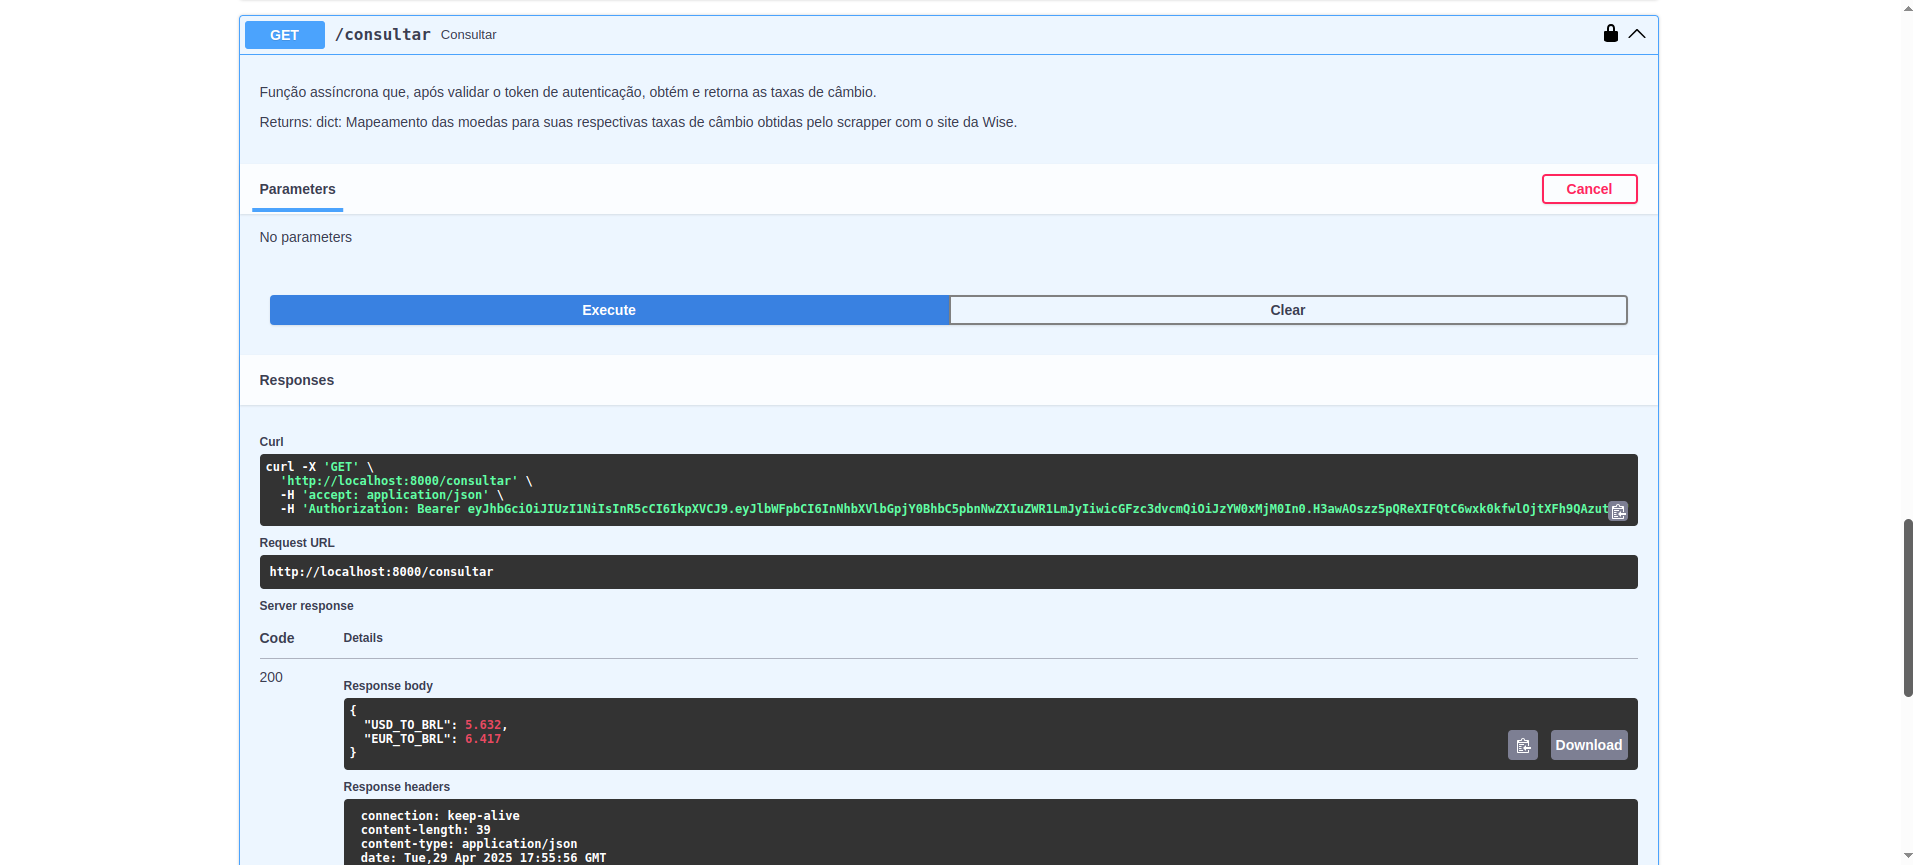 GET /consultar Consultar
Função assíncrona que, após validar o token de autenticação, obtém e retorna as taxas de câmbio.
Returns: dict: Mapeamento das moedas para suas respectivas taxas de câmbio obtidas pelo scrapper com o site da Wise.
Parameters
Cancel
No parameters
Execute
Clear
Responses
Curl
curl -X 'GET' \
'http://localhost:8000/consultar' \
-H 'accept: application/json' \
-H 'Authorization: Bearer
Request URL
http://localhost:8000/consultar
Server response
Code Details
200
Response body
{
"USD_TO_BRL": 5.632,
"EUR_TO_BRL": 6.417
}
Download
Response headers
connection: keep-alive
content-length: 39
content-type: application/json
date: Tue,29 Apr 2025 17:55:56 GMT